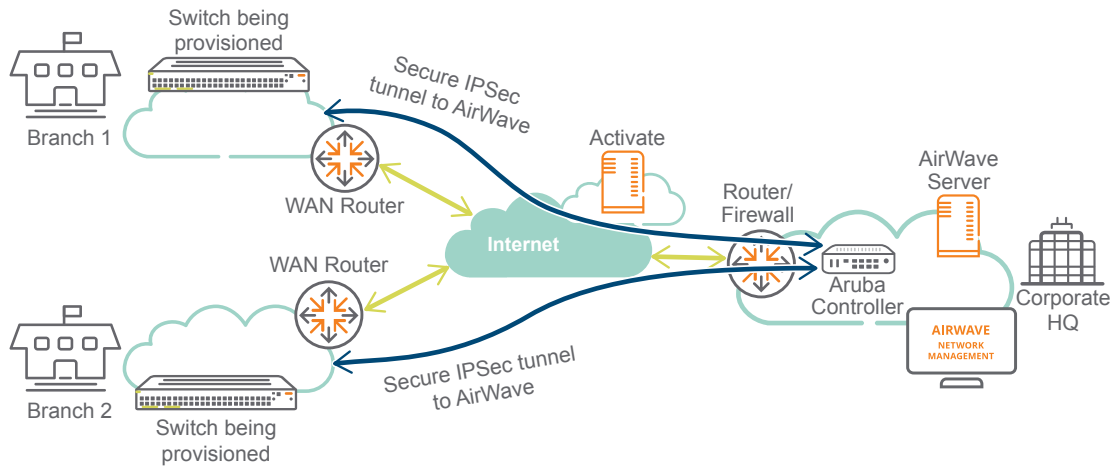 Switch being
provisioned
Branch 1
Secure IPSec
tunnel to AirWave
WAN Router
Activate
Internet
Router/
Firewall
AirWave
Server
Aruba
Controller
Corporate
HQ
AIRWAVE
NETWORK
MANAGEMENT
WAN Router
Branch 2
Secure IPSec tunnel
to AirWave
Switch being
provisioned